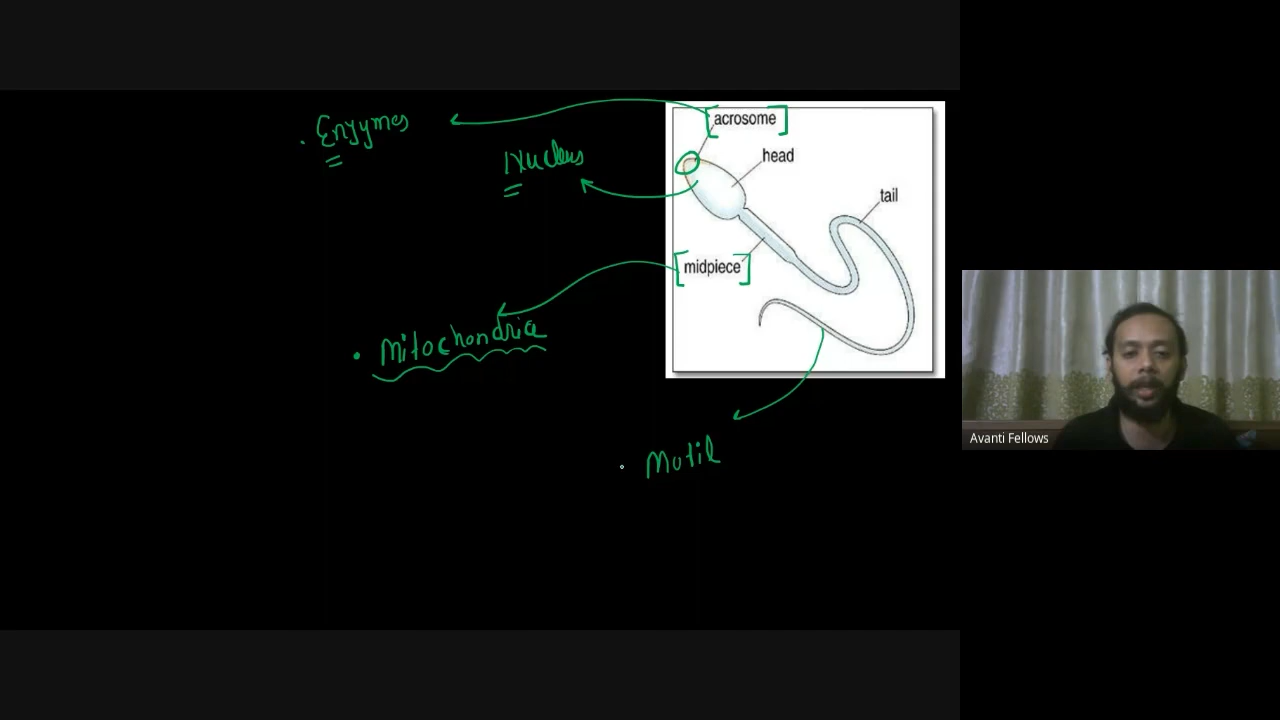 acrosome
. Enzymes
head
Nucleus
tail
midpiece
. Mitochondria
Avanti Fellows
. Motil